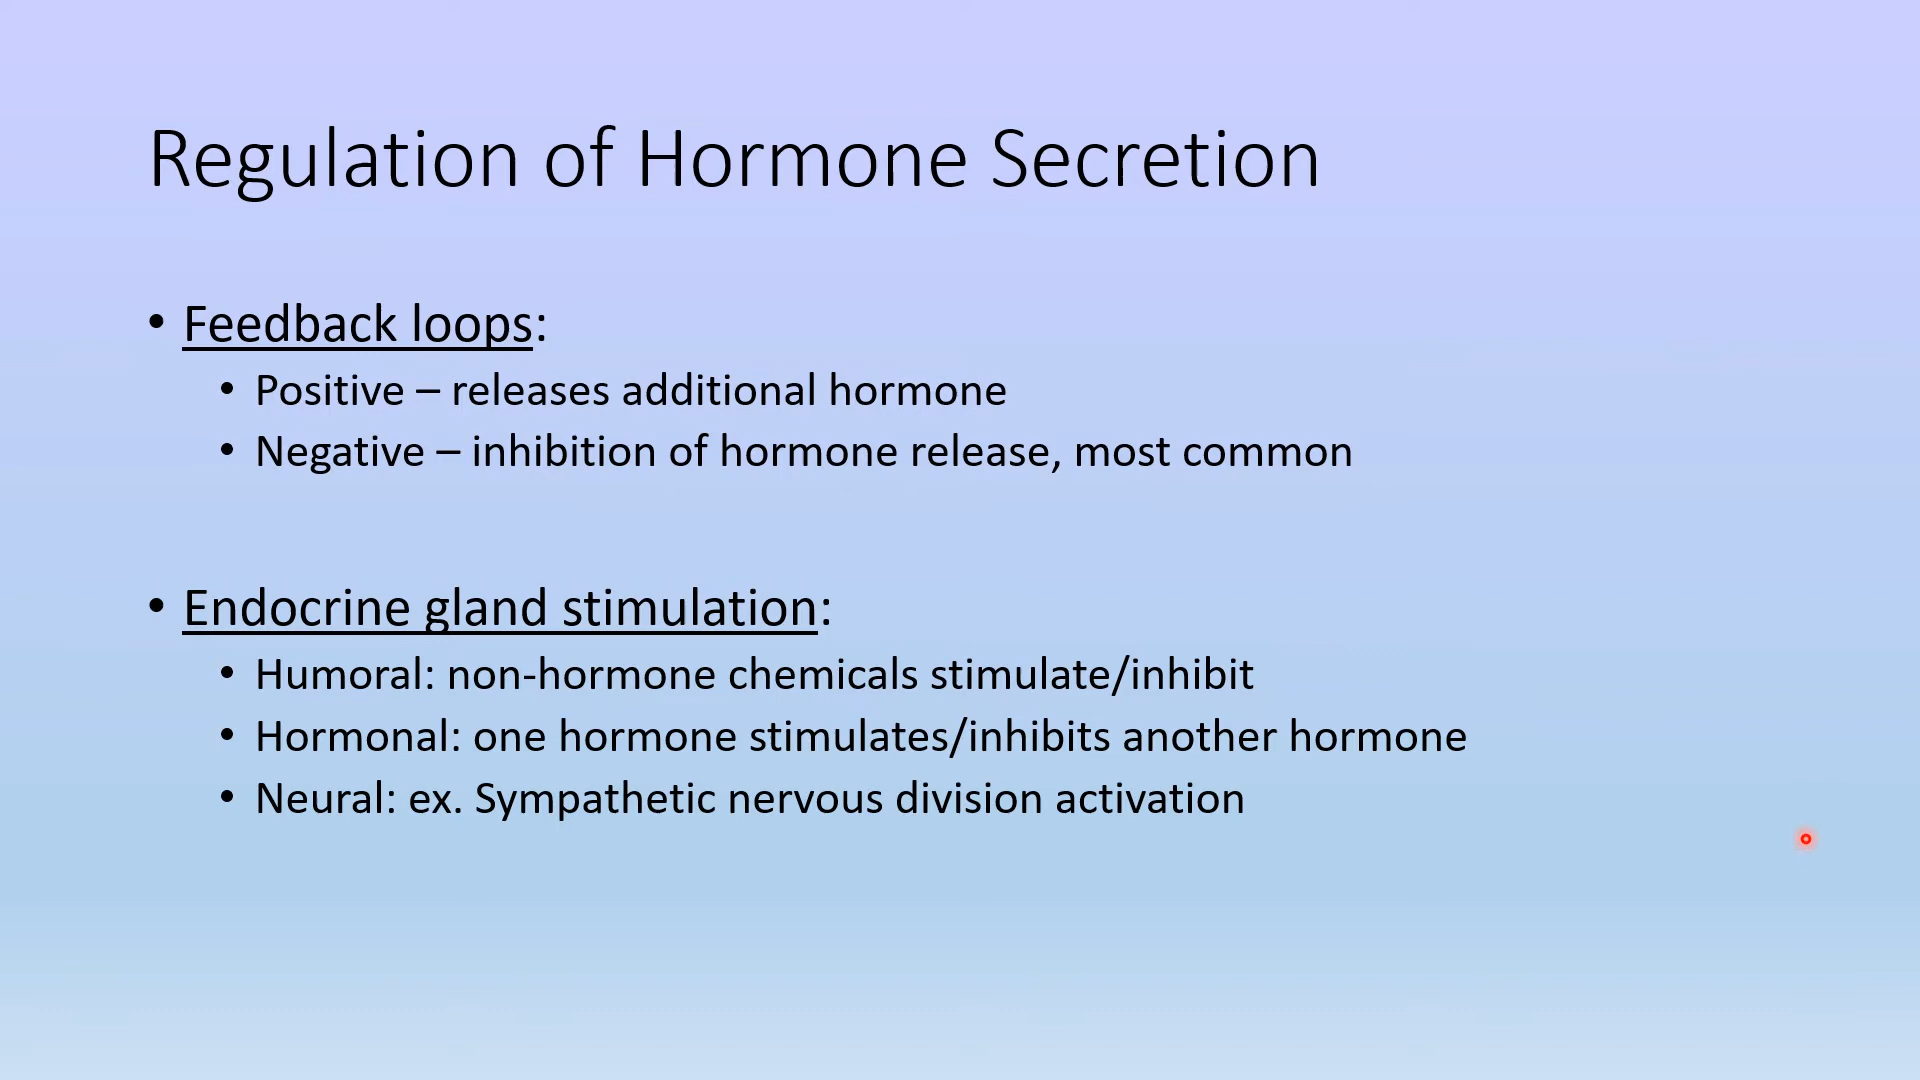 Regulation of Hormone Secretion
• Feedback loops:
• Positive – releases additional hormone
• Negative – inhibition of hormone release, most common
• Endocrine gland stimulation:
• Humoral: non-hormone chemicals stimulate/inhibit
• Hormonal: one hormone stimulates/inhibits another hormone
• Neural: ex. Sympathetic nervous division activation